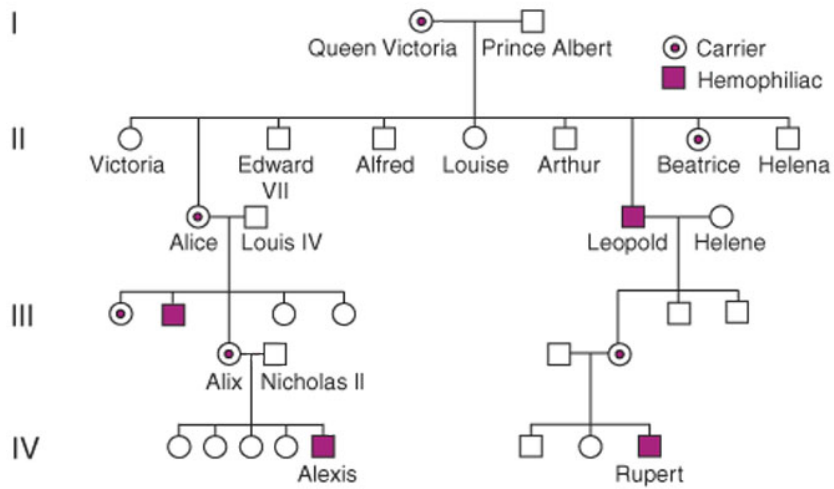 I
Queen Victoria
Prince Albert
Carrier
Hemophiliac
II
Victoria
Edward
VII
Alfred
Louise
Arthur
Beatrice
Helena
Alice
Louis IV
Leopold
Helene
III
Alix
Nicholas II
IV
Alexis
Rupert